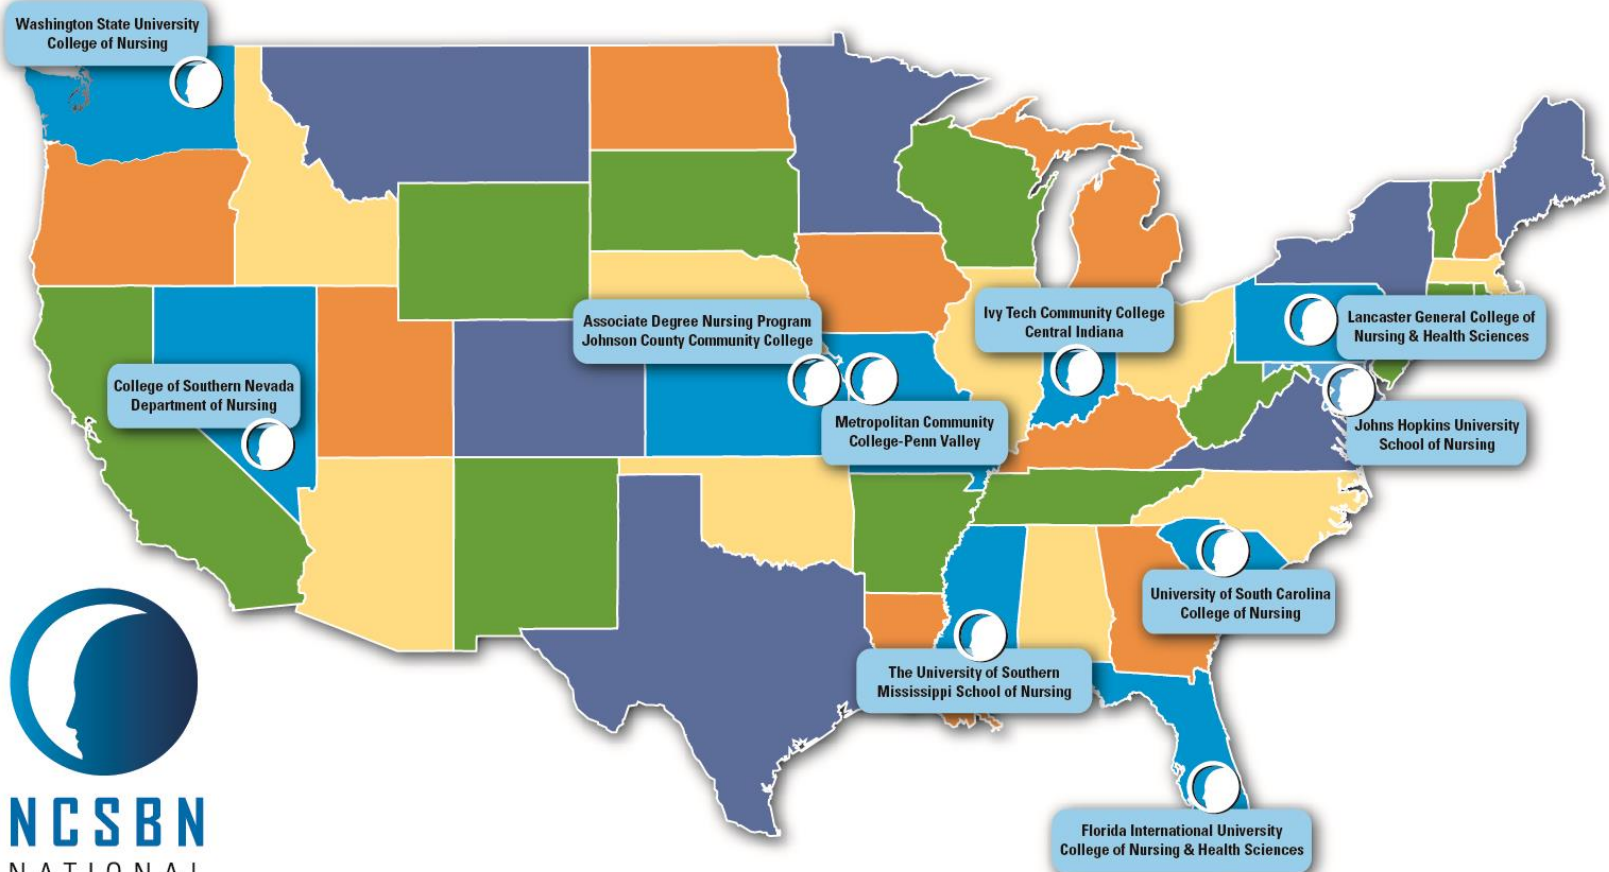 Washington State University
College of Nursing
Associate Degree Nursing Program
Johnson County Community College
Ivy Tech Community College
Central Indiana
Lancaster General College of
Nursing & Health Sciences
College of Southern Nevada
Department of Nursing
Metropolitan Community
College-Penn Valley
Johns Hopkins University
School of Nursing
University of South Carolina
College of Nursing
The University of Southern
Mississippi School of Nursing
Florida International University
College of Nursing & Health Sciences
NCSBN
NATIONAL